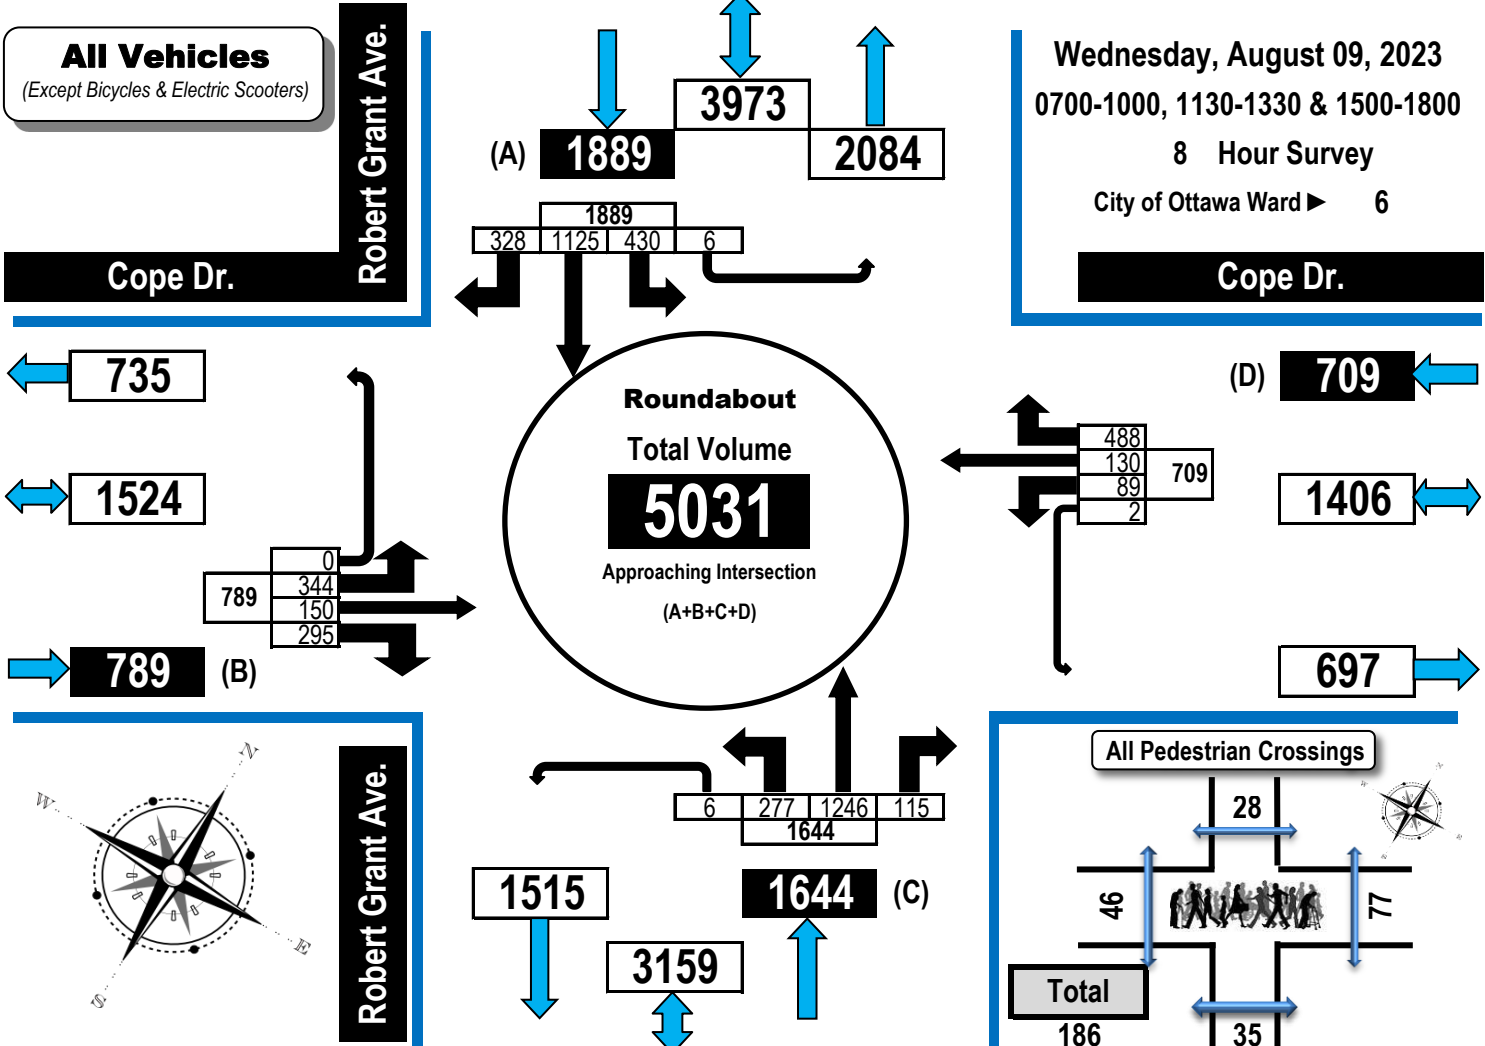 All Vehicles
(Except Bicycles & Electric Scooters)
Robert Grant Ave.
Cope Dr.
3973
(A) 1889
2084
1889
328 1125 430 6
Wednesday, August 09, 2023
0700-1000, 1130-1330 & 1500-1800
8 Hour Survey
City of Ottawa Ward ► 6
Cope Dr.
735
1524
0
344
150
295
789
789 (B)
Roundabout
Total Volume
5031
Approaching Intersection
(A+B+C+D)
(D) 709
488
130
89
2
709
1406
697
N
W
E
S
Robert Grant Ave.
6 277 1246 115
1644
1515
1644 (C)
3159
All Pedestrian Crossings
28
46
77
Total
186
35